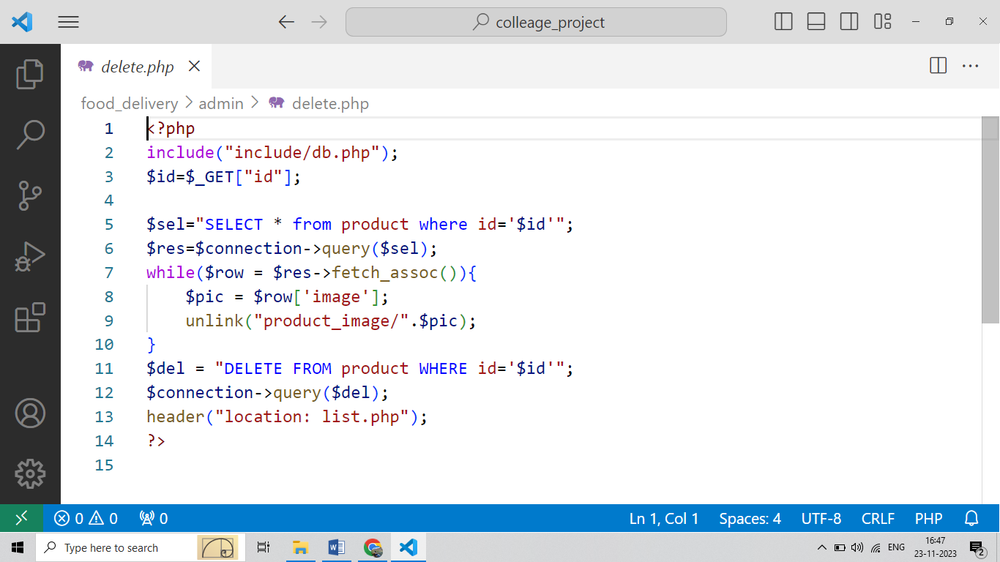 colleage_project
delete.php
food_delivery > admin > delete.php
1 <?php
2 include("include/db.php");
3 $id=$_GET["id"];
4
5 $sel="SELECT * from product where id='$id'";
6 $res=$connection->query($sel);
7 while($row = $res->fetch_assoc()){
8     $pic = $row['image'];
9     unlink("product_image/".$pic);
10 }
11 $del = "DELETE FROM product WHERE id='$id'";
12 $connection->query($del);
13 header("location: list.php");
14 ?>
15
0 0 0 Ln 1, Col 1 Spaces: 4 UTF-8 CRLF PHP
Type here to search ENG 16:47
23-11-2023 2